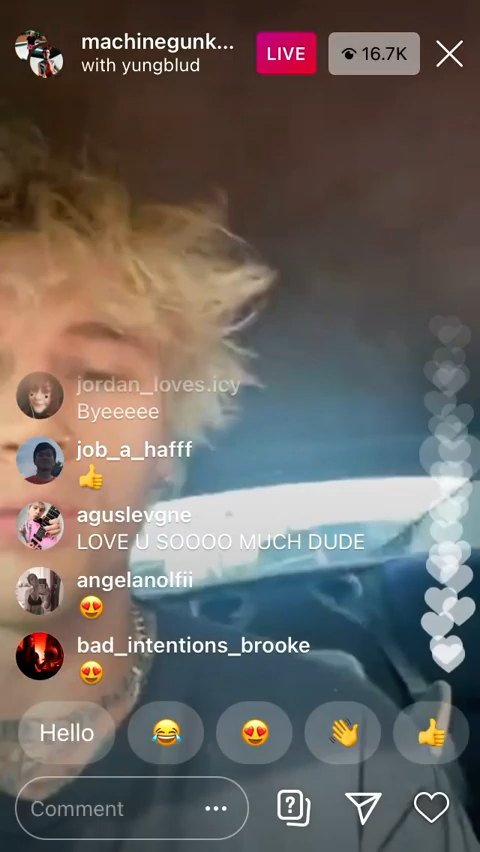 machinegunk...
with yungblud
LIVE
16.7K
jordan_loves.icy
Byeeeee
job_a_hafff
👍
aguslevgne
LOVE U SOOOO MUCH DUDE
angelanolfii
😍
bad_intentions_brooke
😍
Hello 😂 😍 👋 👍
Comment ...